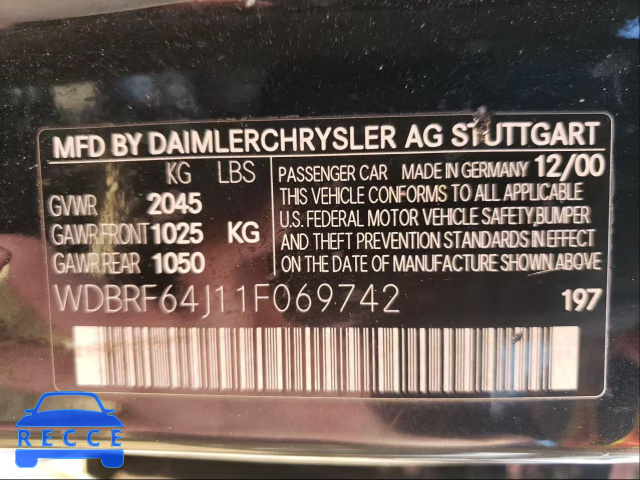 MFD BY DAIMLERCHRYSLER AG STUTTGART
KG LBS
GVWR 2045
GAWR FRONT 1025 KG
GAWR REAR 1050
PASSENGER CAR MADE IN GERMANY 12/00
THIS VEHICLE CONFORMS TO ALL APPLICABLE
U.S. FEDERAL MOTOR VEHICLE SAFETY, BUMPER
AND THEFT PREVENTION STANDARDS IN EFFECT
ON THE DATE OF MANUFACTURE SHOWN ABOVE.
WDBRF64J11F069742 197
RECCE